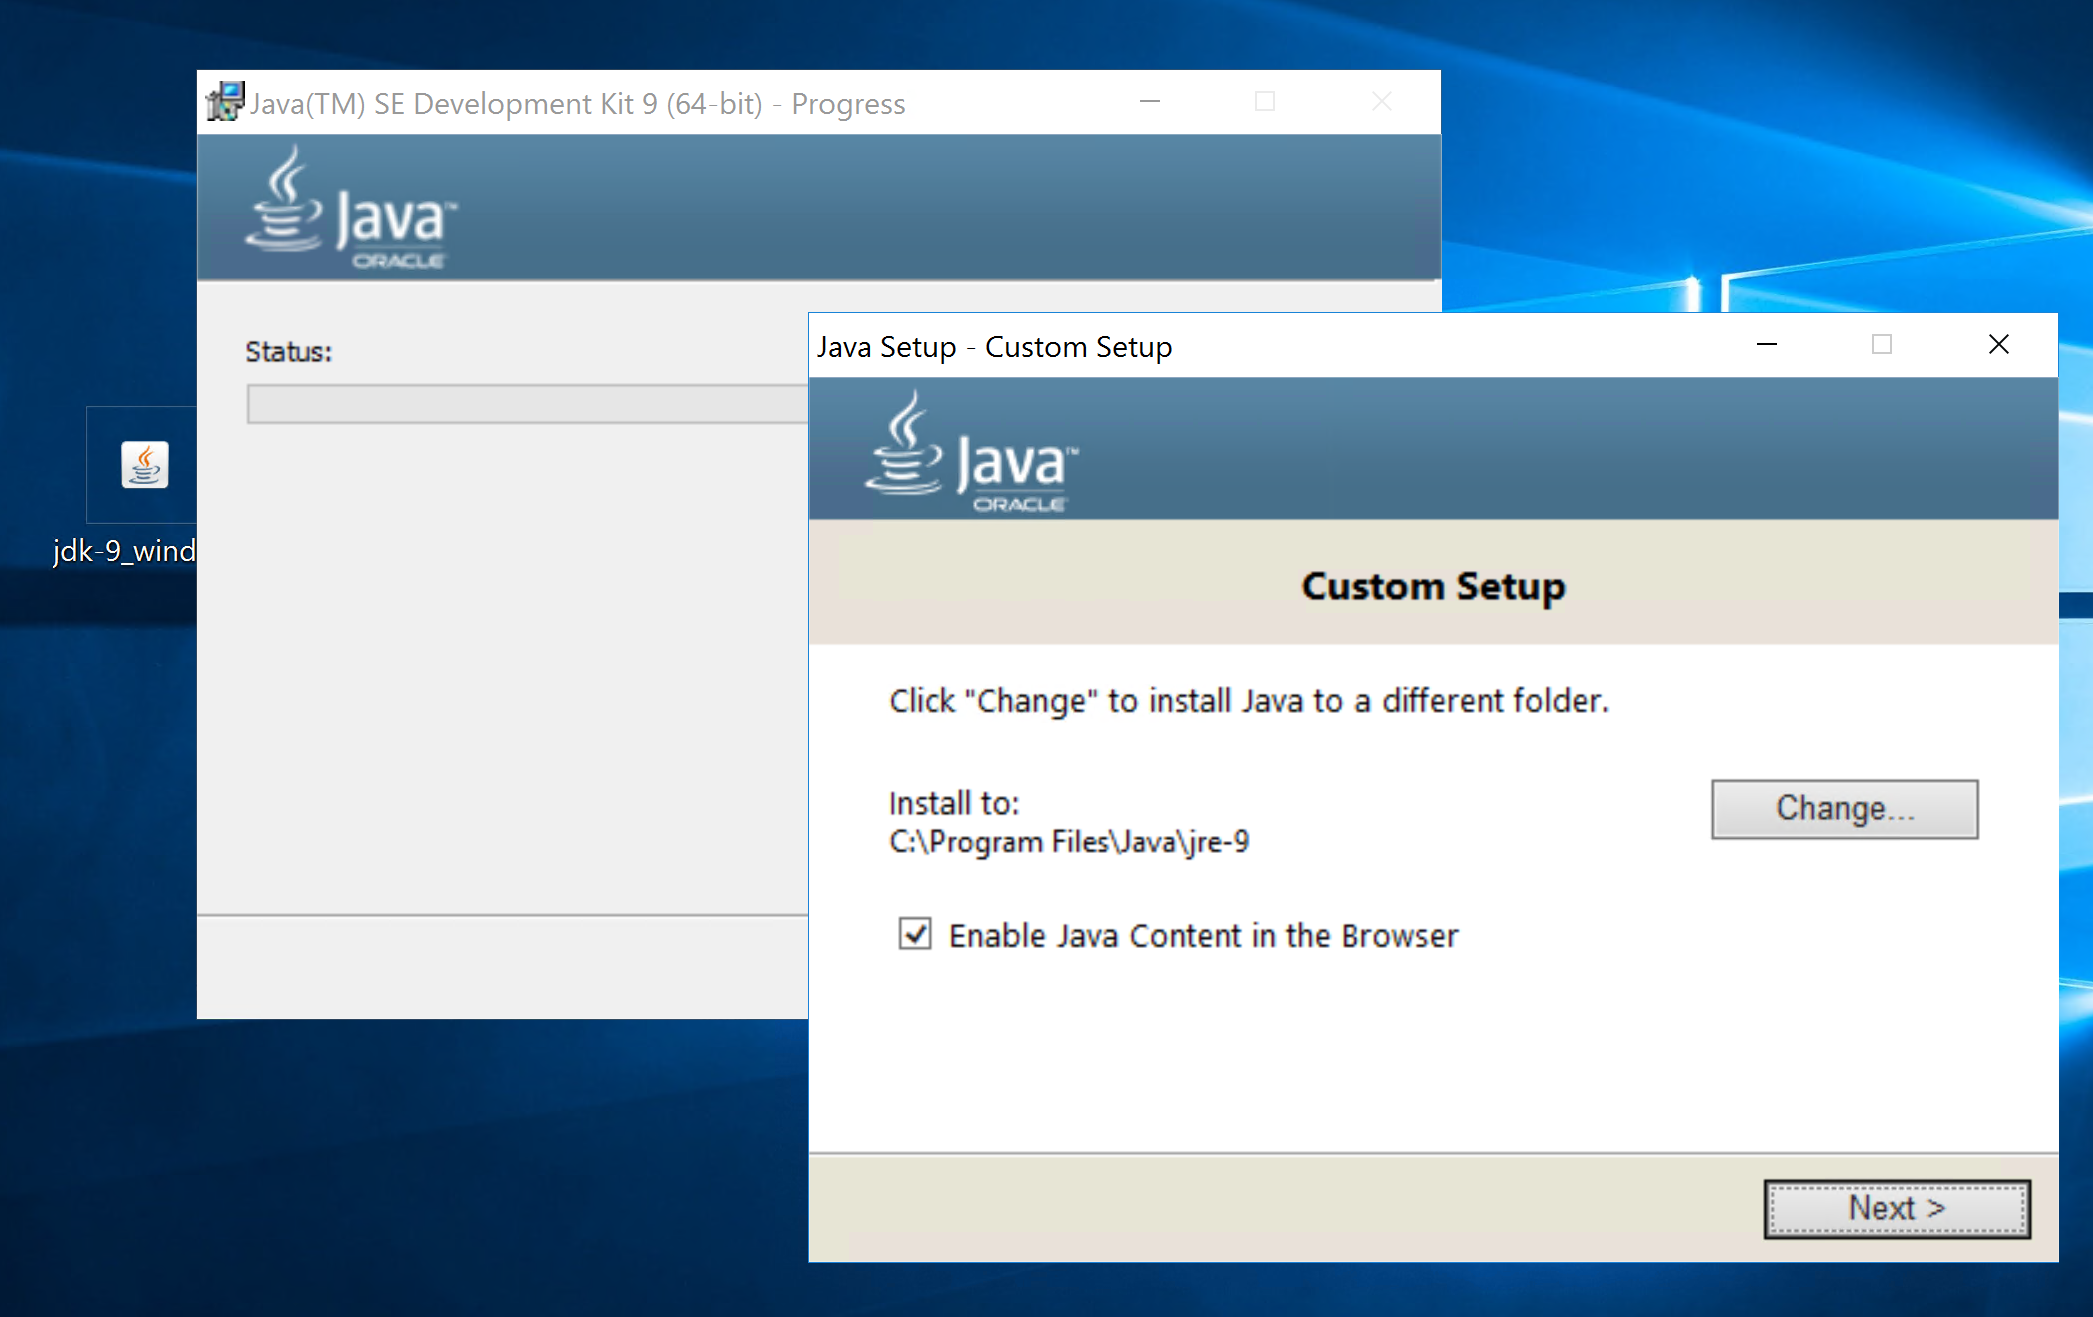 Java(TM) SE Development Kit 9 (64-bit) - Progress
Java™
ORACLE
Status:
jdk-9_wind
Java Setup - Custom Setup
Java™
ORACLE
Custom Setup
Click "Change" to install Java to a different folder.
Install to:
Change...
C:\Program Files\Java\jre-9
Enable Java Content in the Browser
Next >